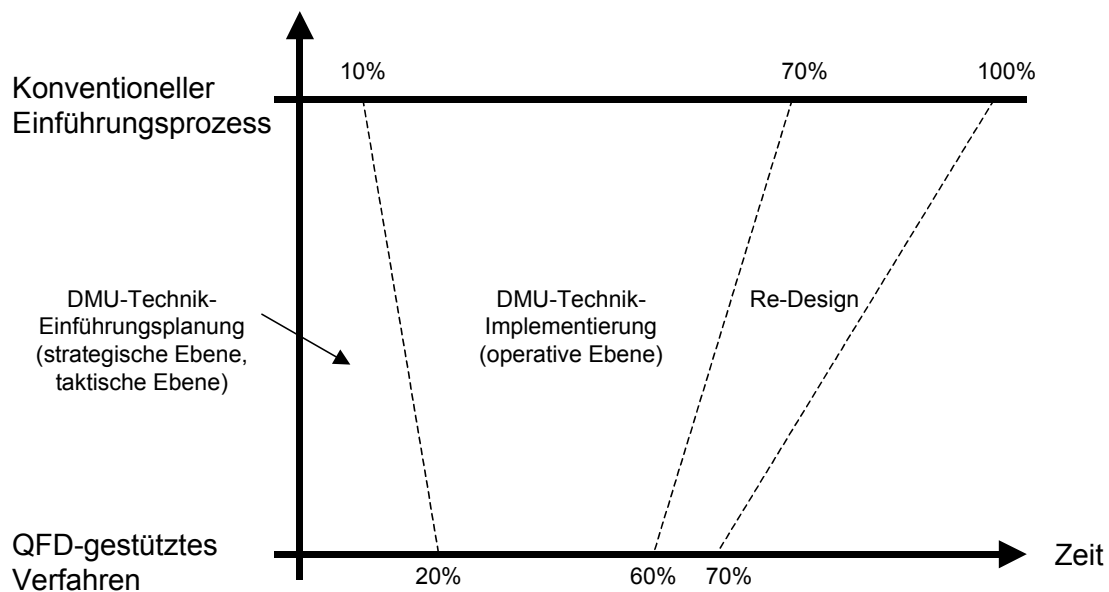 10%
70%
100%
Konventioneller
Einführungsprozess
DMU-Technik-
Einführungsplanung
(strategische Ebene,
taktische Ebene)
DMU-Technik-
Implementierung
(operative Ebene)
Re-Design
QFD-gestütztes
Verfahren
20%
60%
70%
Zeit